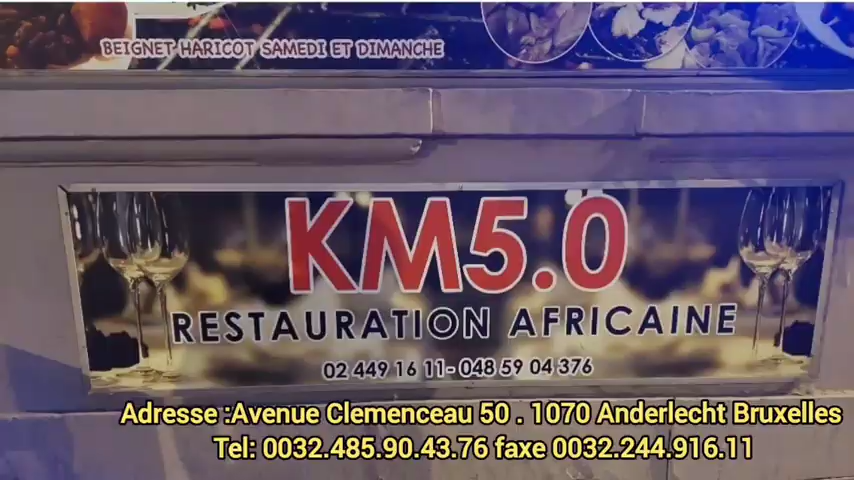 BEIGNET HARICOT SAMEDI ET DIMANCHE
KM5.0
RESTAURATION AFRICAINE
02 449 16 11- 048 59 04 376
Adresse :Avenue Clemenceau 50 . 1070 Anderlecht Bruxelles
Tel: 0032.485.90.43.76 faxe 0032.244.916.11